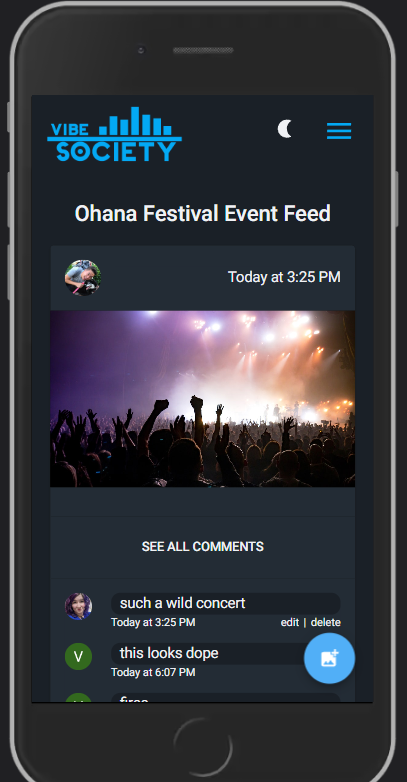 VIBE
SOCIETY
Ohana Festival Event Feed
Today at 3:25 PM
SEE ALL COMMENTS
such a wild concert
Today at 3:25 PM edit | delete
V this looks dope
Today at 6:07 PM